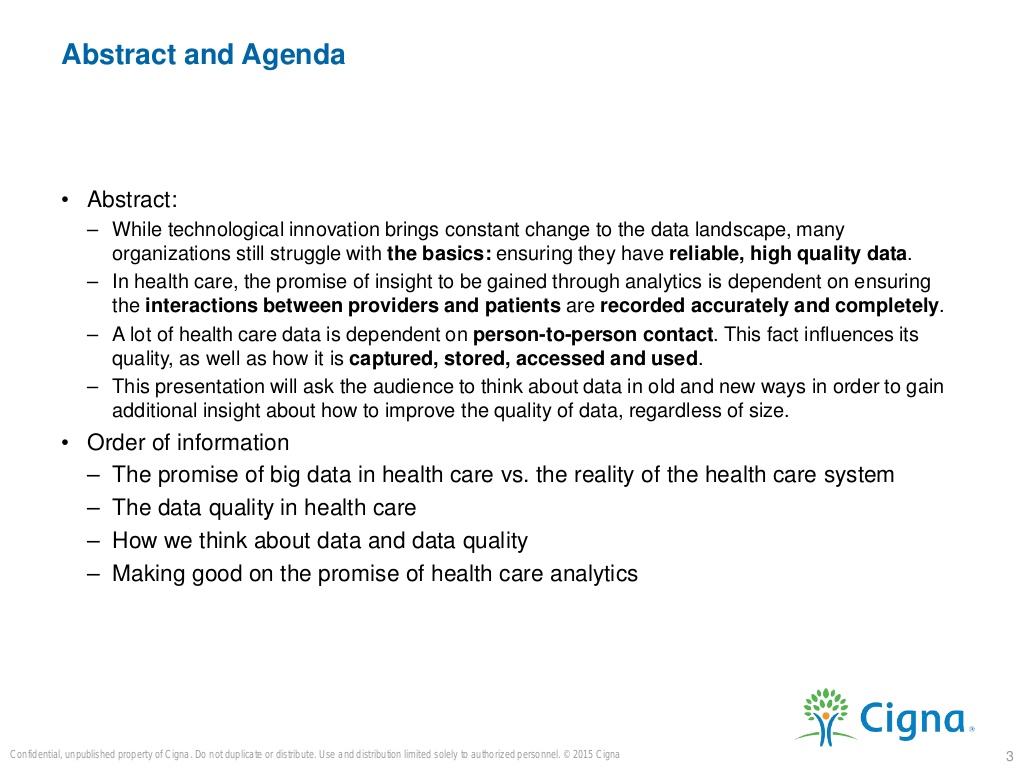 Abstract and Agenda
• Abstract:
– While technological innovation brings constant change to the data landscape, many
organizations still struggle with the basics: ensuring they have reliable, high quality data.
– In health care, the promise of insight to be gained through analytics is dependent on ensuring
the interactions between providers and patients are recorded accurately and completely.
– A lot of health care data is dependent on person-to-person contact. This fact influences its
quality, as well as how it is captured, stored, accessed and used.
– This presentation will ask the audience to think about data in old and new ways in order to gain
additional insight about how to improve the quality of data, regardless of size.
• Order of information
– The promise of big data in health care vs. the reality of the health care system
– The data quality in health care
– How we think about data and data quality
– Making good on the promise of health care analytics
Cigna®
Confidential, unpublished property of Cigna. Do not duplicate or distribute. Use and distribution limited solely to authorized personnel. © 2015 Cigna
3